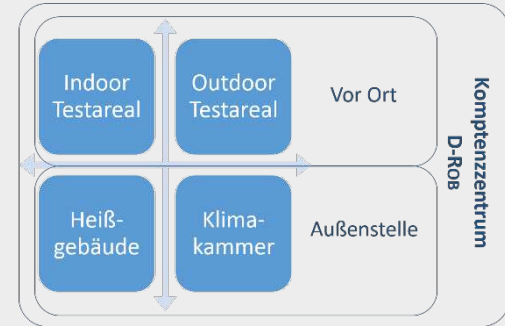 Indoor
Testareal
Outdoor
Testareal
Vor Ort
Heiß-
gebäude
Klima-
kammer
Außenstelle
Komptenzzentrum
D-ROB